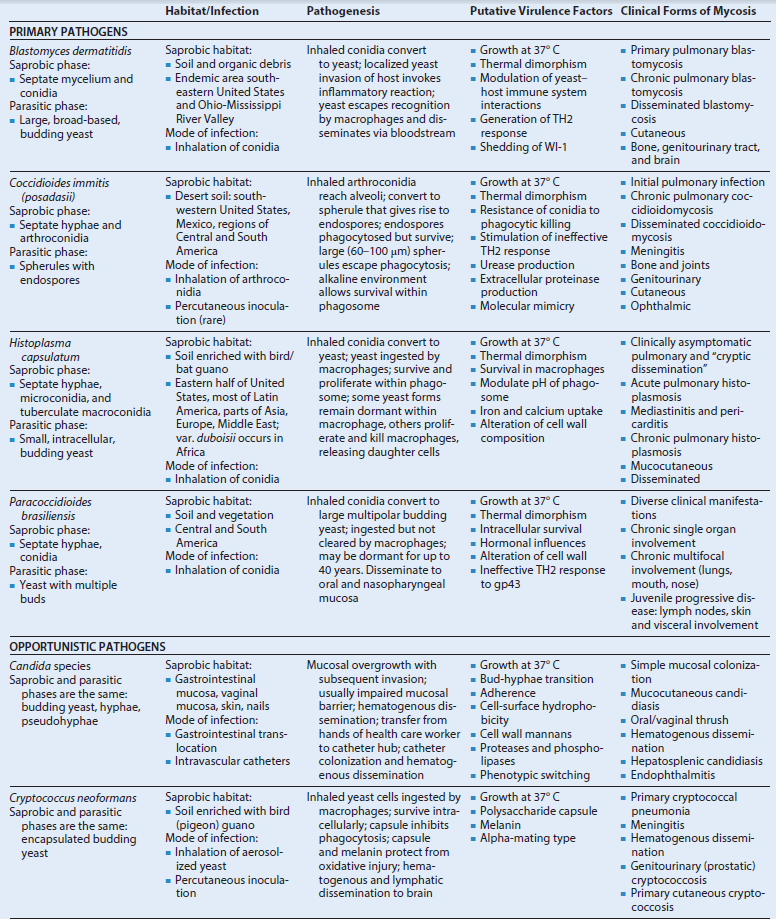 Habitat/Infection
Pathogenesis
Putative Virulence Factors
Clinical Forms of Mycosis
PRIMARY PATHOGENS
Blastomyces dermatitidis
Saprobic phase:
▪ Septate mycelium and
conidia
Parasitic phase:
▪ Large, broad-based,
budding yeast
Saprobic habitat:
▪ Soil and organic debris
▪ Endemic area south-
eastern United States
and Ohio-Mississippi
River Valley
Mode of infection:
▪ Inhalation of conidia
Inhaled conidia convert
to yeast; localized yeast
invasion of host invokes
inflammatory reaction;
yeast escapes recognition
by macrophages and dis-
seminates via bloodstream
▪ Growth at 37° C
▪ Thermal dimorphism
▪ Modulation of yeast–
host immune system
interactions
▪ Generation of TH2
response
▪ Shedding of WI-1
▪ Primary pulmonary blas-
tomycosis
▪ Chronic pulmonary blas-
tomycosis
▪ Disseminated blastomy-
cosis
▪ Cutaneous
▪ Bone, genitourinary tract,
and brain
Coccidioides immitis
(posadasii)
Saprobic phase:
▪ Septate hyphae and
arthroconidia
Parasitic phase:
▪ Spherules with
endospores
Saprobic habitat:
▪ Desert soil: south-
western United States,
Mexico, regions of
Central and South
America
Mode of infection:
▪ Inhalation of arthroco-
nidia
▪ Percutaneous inocula-
tion (rare)
Inhaled arthroconidia
reach alveoli; convert to
spherule that gives rise to
endospores; endospores
phagocytosed but survive;
large (60–100 μm) spher-
ules escape phagocytosis;
alkaline environment
allows survival within
phagosome
▪ Growth at 37° C
▪ Thermal dimorphism
▪ Resistance of conidia to
phagocytic killing
▪ Stimulation of ineffective
TH2 response
▪ Urease production
▪ Extracellular proteinase
production
▪ Molecular mimicry
▪ Initial pulmonary infection
▪ Chronic pulmonary coc-
cidioidomycosis
▪ Disseminated coccidioido-
mycosis
▪ Meningitis
▪ Bone and joints
▪ Genitourinary
▪ Cutaneous
▪ Ophthalmic
Histoplasma
capsulatum
Saprobic phase:
▪ Septate hyphae,
microconidia, and
tuberculate macroconidia
Parasitic phase:
▪ Small, intracellular,
budding yeast
Saprobic habitat:
▪ Soil enriched with bird/
bat guano
▪ Eastern half of United
States, most of Latin
America, parts of Asia,
Europe, Middle East;
var. duboisii occurs in
Africa
Mode of infection:
▪ Inhalation of conidia
Inhaled conidia convert to
yeast; yeast ingested by
macrophages; survive and
proliferate within phago-
some; some yeast forms
remain dormant within
macrophage, others prolif-
erate and kill macrophages,
releasing daughter cells
▪ Growth at 37° C
▪ Thermal dimorphism
▪ Survival in macrophages
▪ Modulate pH of phago-
some
▪ Iron and calcium uptake
▪ Alteration of cell wall
composition
▪ Clinically asymptomatic
pulmonary and “cryptic
dissemination”
▪ Acute pulmonary histo-
plasmosis
▪ Mediastinitis and peri-
carditis
▪ Chronic pulmonary histo-
plasmosis
▪ Mucocutaneous
▪ Disseminated
Paracoccidioides
brasiliensis
Saprobic phase:
▪ Septate hyphae,
conidia
Parasitic phase:
▪ Yeast with multiple
buds
Saprobic habitat:
▪ Soil and vegetation
▪ Central and South
America
Mode of infection:
▪ Inhalation of conidia
Inhaled conidia convert to
large multipolar budding
yeast; ingested but not
cleared by macrophages;
may be dormant for up to
40 years. Disseminate to
oral and nasopharyngeal
mucosa
▪ Growth at 37° C
▪ Thermal dimorphism
▪ Intracellular survival
▪ Hormonal influences
▪ Alteration of cell wall
▪ Ineffective TH2 response
to gp43
▪ Diverse clinical manifesta-
tions
▪ Chronic single organ
involvement
▪ Chronic multifocal
involvement (lungs,
mouth, nose)
▪ Juvenile progressive dis-
ease: lymph nodes, skin
and visceral involvement
OPPORTUNISTIC PATHOGENS
Candida species
Saprobic and parasitic
phases are the same:
budding yeast, hyphae,
pseudohyphae
Saprobic habitat:
▪ Gastrointestinal
mucosa, vaginal
mucosa, skin, nails
Mode of infection:
▪ Gastrointestinal trans-
location
▪ Intravascular catheters
Mucosal overgrowth with
subsequent invasion;
usually impaired mucosal
barrier; hematogenous dis-
semination; transfer from
hands of health care worker
to catheter hub; catheter
colonization and hematog-
enous dissemination
▪ Growth at 37° C
▪ Bud-hyphae transition
▪ Adherence
▪ Cell-surface hydropho-
bicity
▪ Cell wall mannans
▪ Proteases and phospho-
lipases
▪ Phenotypic switching
▪ Simple mucosal coloniza-
tion
▪ Mucocutaneous candi-
diasis
▪ Oral/vaginal thrush
▪ Hematogenous dissemi-
nation
▪ Hepatosplenic candidiasis
▪ Endophthalmitis
Cryptococcus neoformans
Saprobic and parasitic
phases are the same:
encapsulated budding
yeast
Saprobic habitat:
▪ Soil enriched with bird
(pigeon) guano
Mode of infection:
▪ Inhalation of aerosol-
ized yeast
▪ Percutaneous inocula-
tion
Inhaled yeast cells ingested by
macrophages; survive intra-
cellularly; capsule inhibits
phagocytosis; capsule
and melanin protect from
oxidative injury; hema-
togenous and lymphatic
dissemination to brain
▪ Growth at 37° C
▪ Polysaccharide capsule
▪ Melanin
▪ Alpha-mating type
▪ Primary cryptococcal
pneumonia
▪ Meningitis
▪ Hematogenous dissemi-
nation
▪ Genitourinary (prostatic)
cryptococcosis
▪ Primary cutaneous crypto-
coccosis